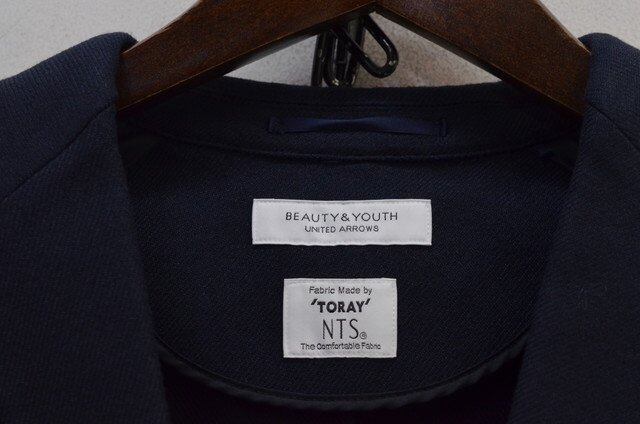 BEAUTY&YOUTH
UNITED ARROWS
Fabric Made by
'TORAY'
NTS®
The Comfortable Fabric